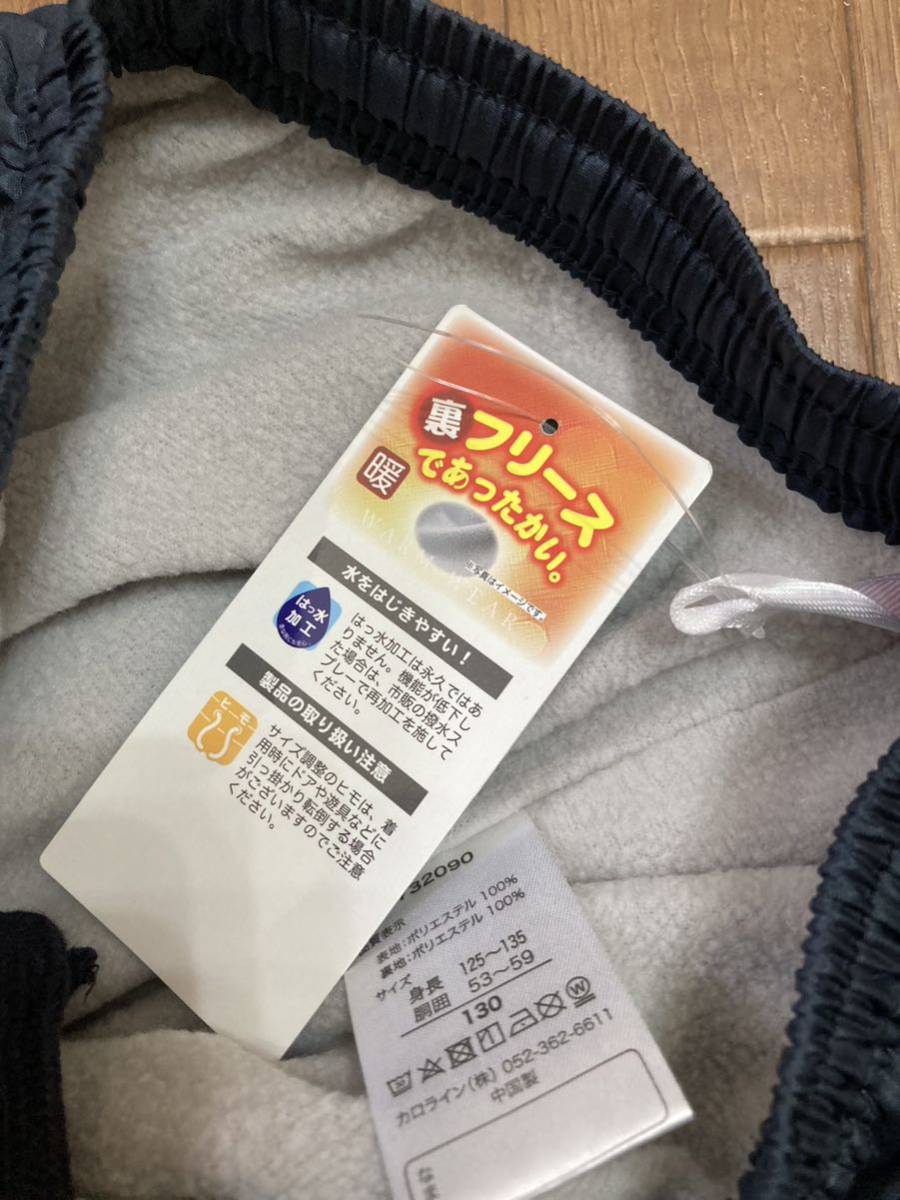 裏フリース
であったかい。
暖
※写真はイメージです。
水をはじきやすい！
はっ水
加工
はっ水加工は永久ではあ
りません。機能が低下し
た場合は、市販の撥水ス
プレーで再加工を施して
ください。
製品の取り扱い注意
ヒモ
サイズ調整のヒモは、着
用時にドアや遊具などに
引っ掛かり転倒する場合
がございますのでご注意
ください。
32090
質表示
表地：ポリエステル 100%
裏地：ポリエステル 100%
サイズ
身長 125～135
胴囲 53～59
130
カロライン(株) 052-362-6611
中国製